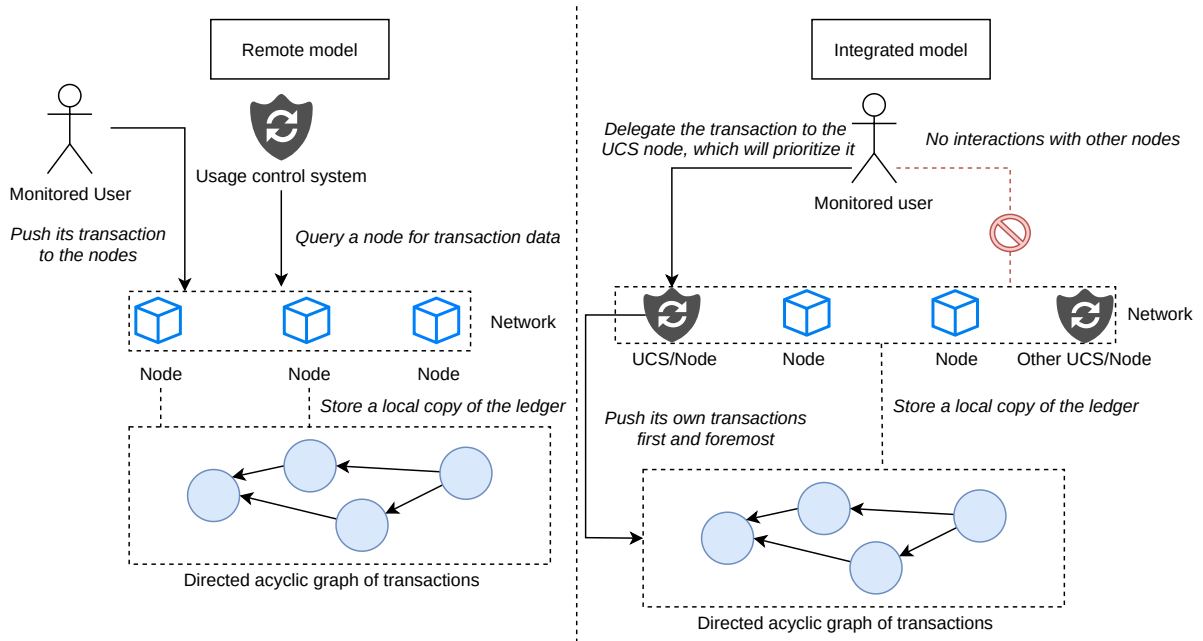 Remote model
Monitored User
Usage control system
Push its transaction
to the nodes
Query a node for transaction data
Network
Node
Node
Node
Store a local copy of the ledger
Directed acyclic graph of transactions
Integrated model
Delegate the transaction to the
UCS node, which will prioritize it
No interactions with other nodes
Monitored user
Network
UCS/Node
Node
Node
Other UCS/Node
Push its own transactions
first and foremost
Store a local copy of the ledger
Directed acyclic graph of transactions